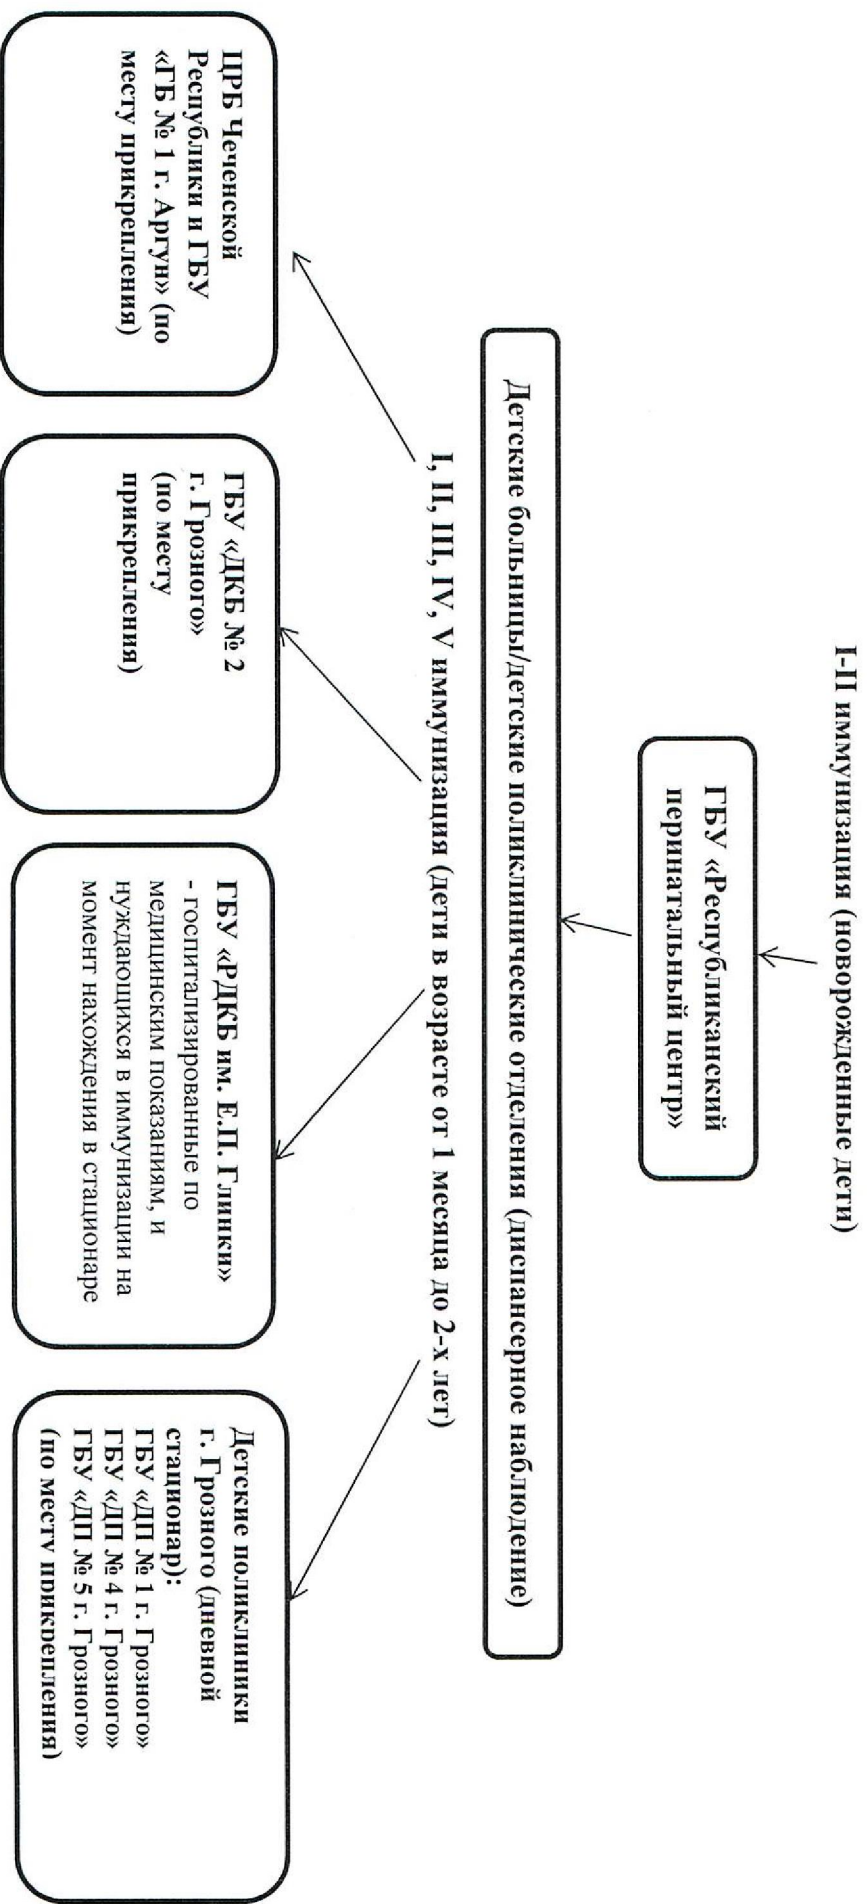 I-II иммунизация (новорожденные дети)
ГБУ «Республиканский
перинатальный центр»
Детские больницы/детские поликлинические отделения (диспансерное наблюдение)
I, II, III, IV, V иммунизация (дети в возрасте от 1 месяца до 2-х лет)
ЦРБ Чеченской
Республики и ГБУ
«ГБ № 1 г. Аргун» (по
месту прикрепления)
ГБУ «ДКБ № 2
г. Грозного»
(по месту
прикрепления)
ГБУ «РДКБ им. Е.П. Глинки»
- госпитализированные по
медицинским показаниям, и
нуждающихся в иммунизации на
момент нахождения в стационаре
Детские поликлиники
г. Грозного (дневной
стационар):
ГБУ «ДП № 1 г. Грозного»
ГБУ «ДП № 4 г. Грозного»
ГБУ «ДП № 5 г. Грозного»
(по месту прикрепления)